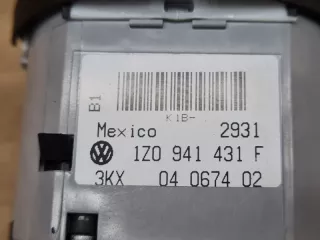 B1
K1B-
Mexico 2931
1Z0 941 431 F
3KX 04 0674 02